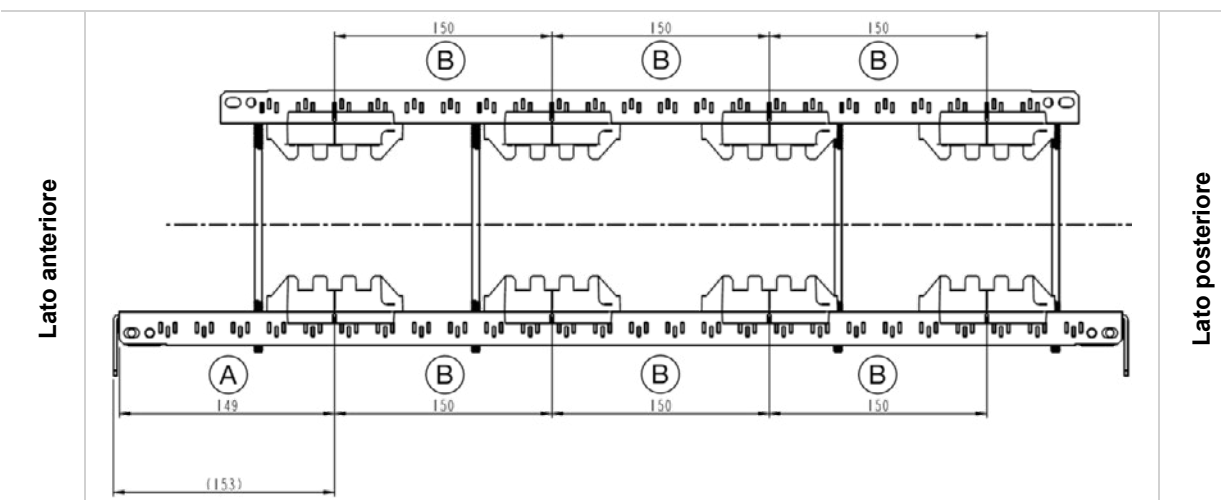 150 150 150
B B B
Lato anteriore
Lato posteriore
A B B B
149 150 150 150
(153)